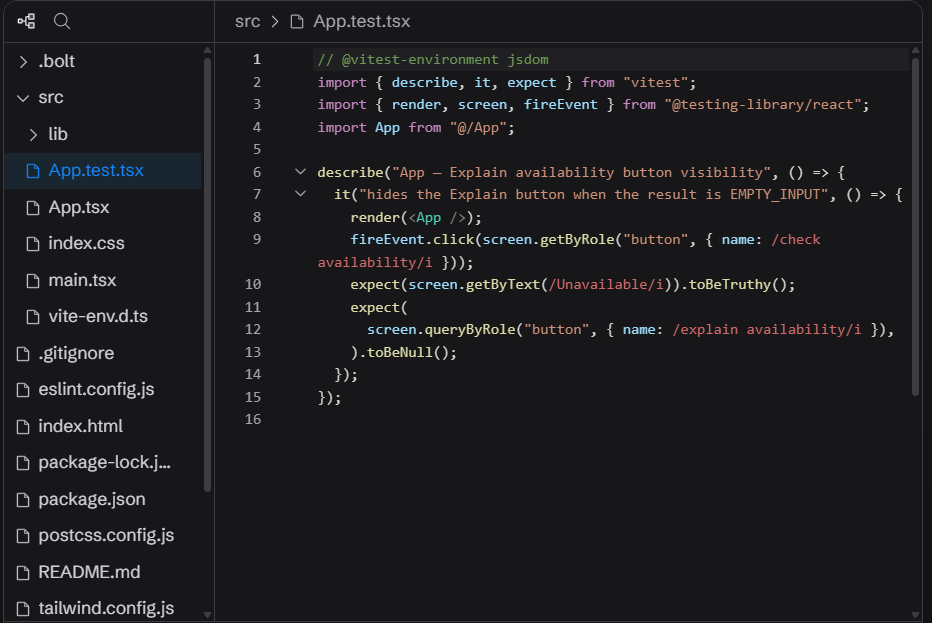 src > App.test.tsx
.bolt
src
lib
App.test.tsx
App.tsx
index.css
main.tsx
vite-env.d.ts
.gitignore
eslint.config.js
index.html
package-lock.j...
package.json
postcss.config.js
README.md
tailwind.config.js
1 // @vitest-environment jsdom
2 import { describe, it, expect } from "vitest";
3 import { render, screen, fireEvent } from "@testing-library/react";
4 import App from "@/App";
5
6 describe("App — Explain availability button visibility", () => {
7   it("hides the Explain button when the result is EMPTY_INPUT", () => {
8     render(<App />);
9     fireEvent.click(screen.getByRole("button", { name: /check
availability/i }));
10     expect(screen.getByText(/Unavailable/i)).toBeTruthy();
11     expect(
12       screen.queryByRole("button", { name: /explain availability/i }),
13     ).toBeNull();
14   });
15 });
16